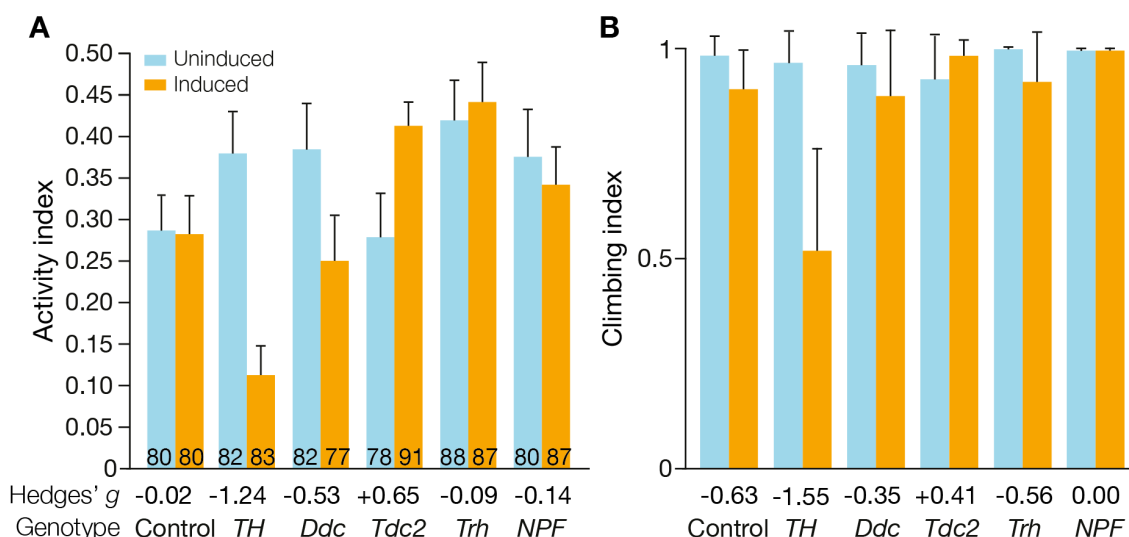 A
Uninduced
Induced
Activity index
0.50
0.45
0.40
0.35
0.30
0.25
0.20
0.15
0.10
0.05
0
80 80 82 83 82 77 78 91 88 87 80 87
Hedges' g -0.02 -1.24 -0.53 +0.65 -0.09 -0.14
Genotype Control TH Ddc Tdc2 Trh NPF
B
Climbing index
1
0.5
0
-0.63 -1.55 -0.35 +0.41 -0.56 0.00
Control TH Ddc Tdc2 Trh NPF